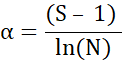 α = (S – 1) / ln(N)